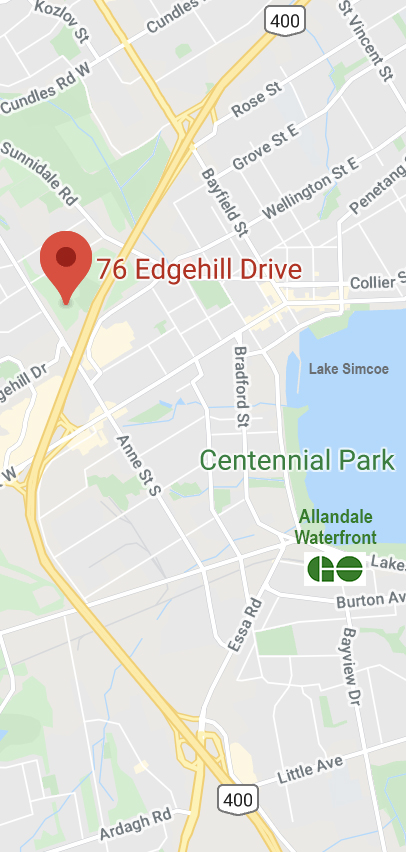 Kozlov St
Cundles
400
St Vincent St
Cundles Rd W
Rose St
Sunnidale Rd
Grove St E
Wellington St E
Penetang
Bayfield St
76 Edgehill Drive
Collier S
Lake Simcoe
gehill Dr
Bradford St
Anne St S
Centennial Park
W
Allandale
Waterfront
GO
Lake
Burton Av
Essa Rd
Bayview Dr
Little Ave
400
Ardagh Rd